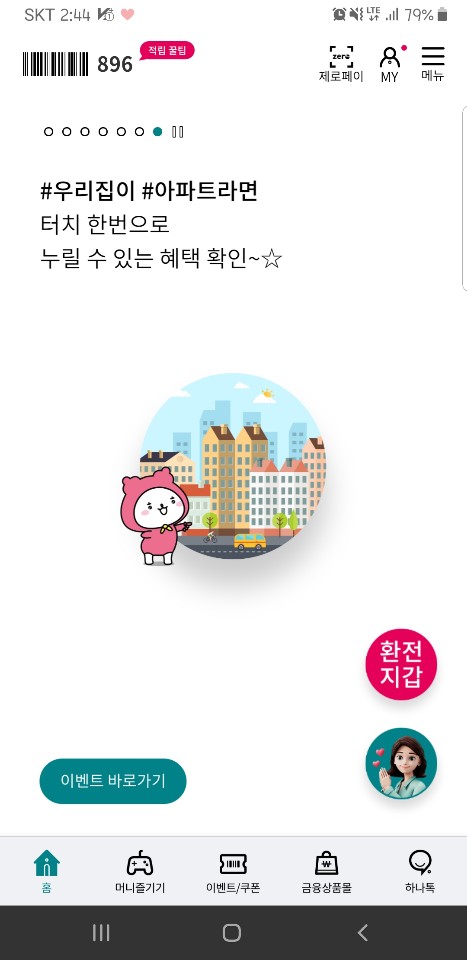 SKT 2:44
LTE
79%
896
적립 꿀팁
zero
제로페이
MY
메뉴
#우리집이 #아파트라면
터치 한번으로
누릴 수 있는 혜택 확인~☆
환전
지갑
이벤트 바로가기
홈
머니즐기기
이벤트/쿠폰
금융상품몰
하나톡